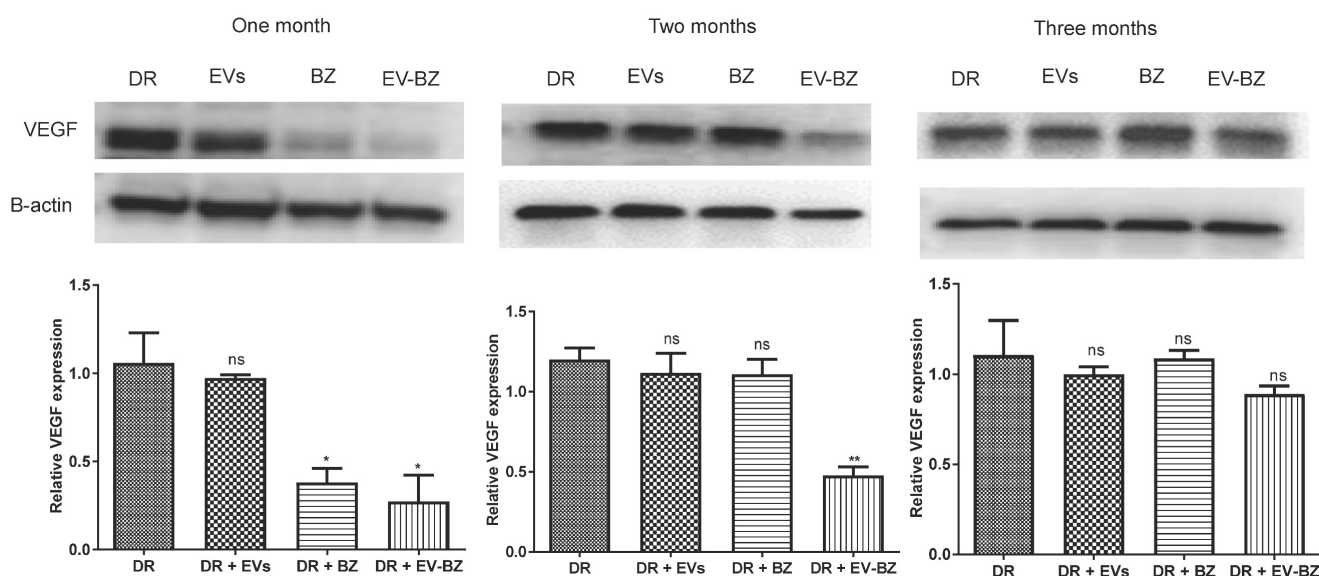 One month
Two months
Three months
DR EVs BZ EV-BZ
DR EVs BZ EV-BZ
DR EVs BZ EV-BZ
VEGF
B-actin
Relative VEGF expression
1.5
1.0
0.5
0.0
ns
*
*
DR DR + EVs DR + BZ DR + EV-BZ
Relative VEGF expression
1.5
1.0
0.5
0.0
ns
ns
**
DR DR + EVs DR + BZ DR + EV-BZ
Relative VEGF expression
1.5
1.0
0.5
0.0
ns
ns
ns
DR DR + EVs DR + BZ DR + EV-BZ